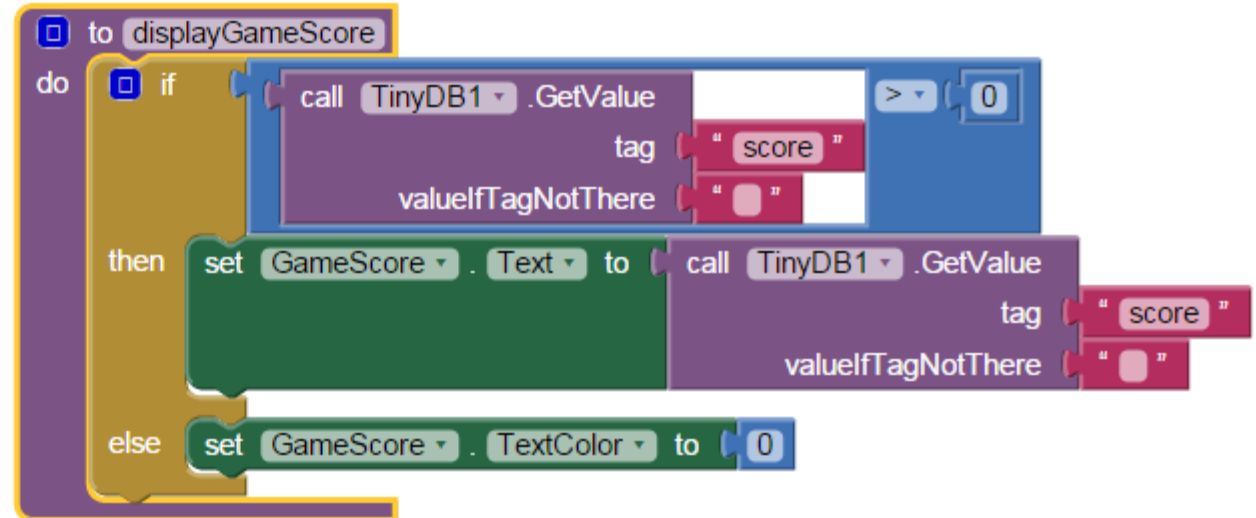 to displayGameScore
do if call TinyDB1 .GetValue > 0
tag “ score ”
valueIfTagNotThere “ ”
then set GameScore . Text to call TinyDB1 .GetValue
tag “ score ”
valueIfTagNotThere “ ”
else set GameScore . TextColor to 0